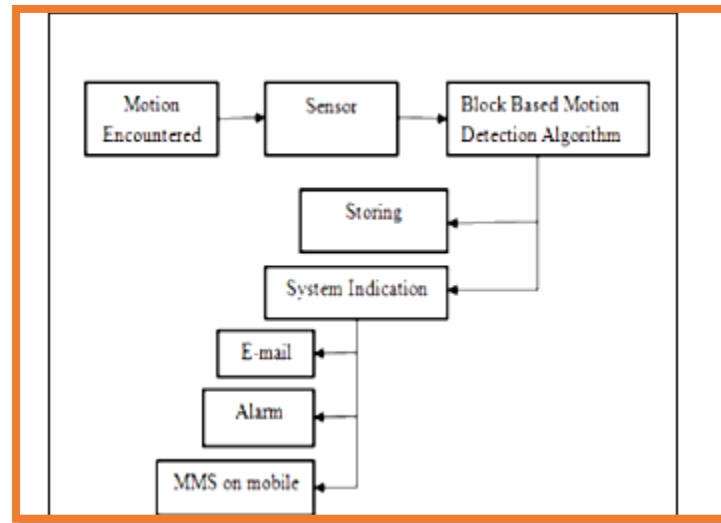 Motion
Encountered
Sensor
Block Based Motion
Detection Algorithm
Storing
System Indication
E-mail
Alarm
MMS on mobile